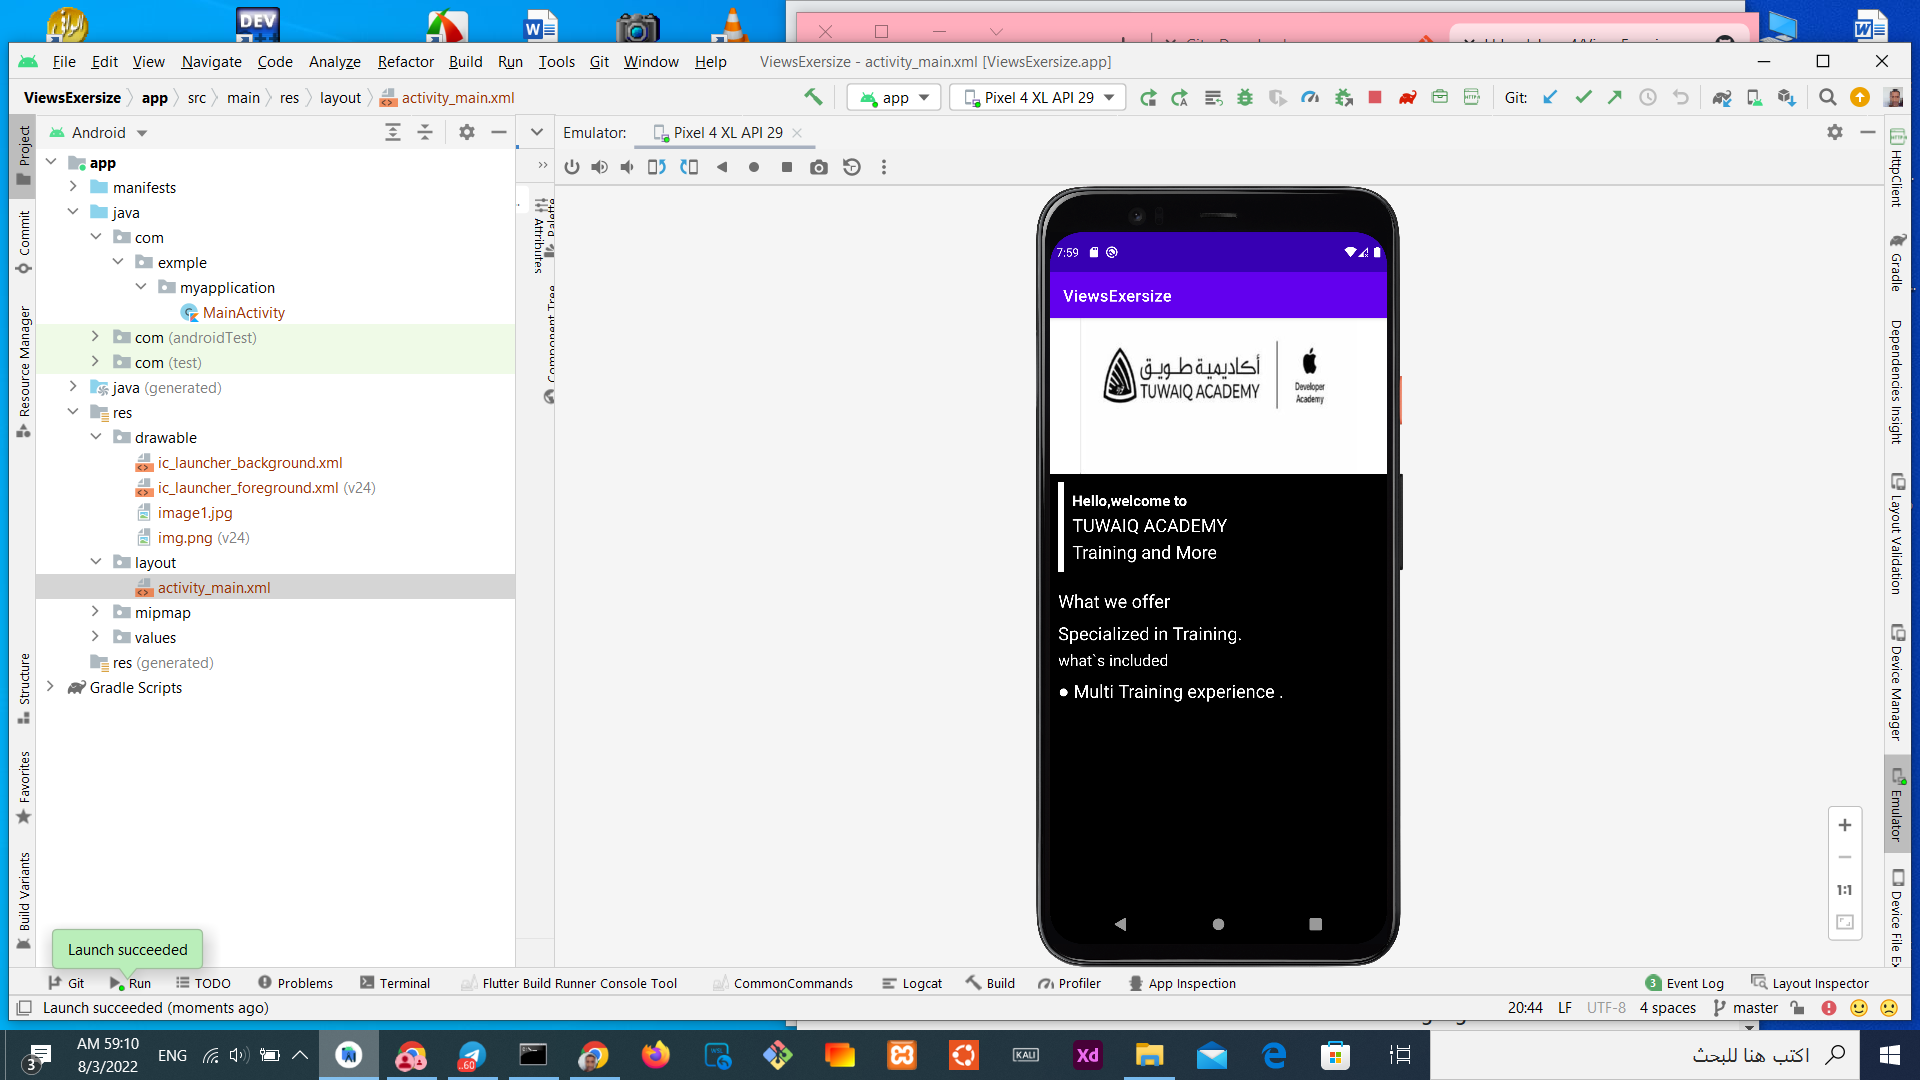 DEV
File Edit View Navigate Code Analyze Refactor Build Run Tools Git Window Help ViewsExersize - activity_main.xml [ViewsExersize.app]
ViewsExersize app src main res layout activity_main.xml app Pixel 4 XL API 29 Git:
Android Emulator: Pixel 4 XL API 29
Project
Commit
Resource Manager
Structure
Favorites
Build Variants
app
manifests
java
com
exmple
myapplication
MainActivity
com (androidTest)
com (test)
java (generated)
res
drawable
ic_launcher_background.xml
ic_launcher_foreground.xml (v24)
image1.jpg
img.png (v24)
layout
activity_main.xml
mipmap
values
res (generated)
Gradle Scripts
Palette
Attributes
Component Tree
7:59
ViewsExersize
أكاديمية طويق
TUWAIQ ACADEMY
Developer
Academy
Hello,welcome to
TUWAIQ ACADEMY
Training and More
What we offer
Specialized in Training.
what`s included
● Multi Training experience .
HttpClient
Gradle
Dependencies Insight
Layout Validation
Device Manager
Emulator
Device File Ex
1:1
Launch succeeded
Git Run TODO Problems Terminal Flutter Build Runner Console Tool CommonCommands Logcat Build Profiler App Inspection 3 Event Log Layout Inspector
Launch succeeded (moments ago) 20:44 LF UTF-8 4 spaces master
3 AM 59:10
8/3/2022
ENG
.60
KALI
Xd
اكتب هنا للبحث